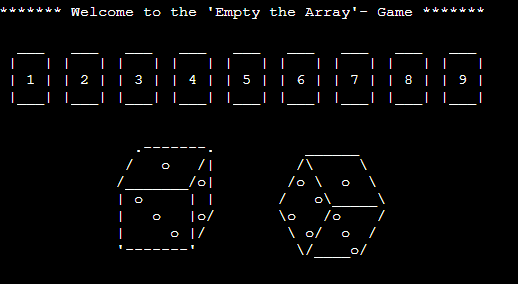 ******* Welcome to the 'Empty the Array'- Game *******
1 2 3 4 5 6 7 8 9